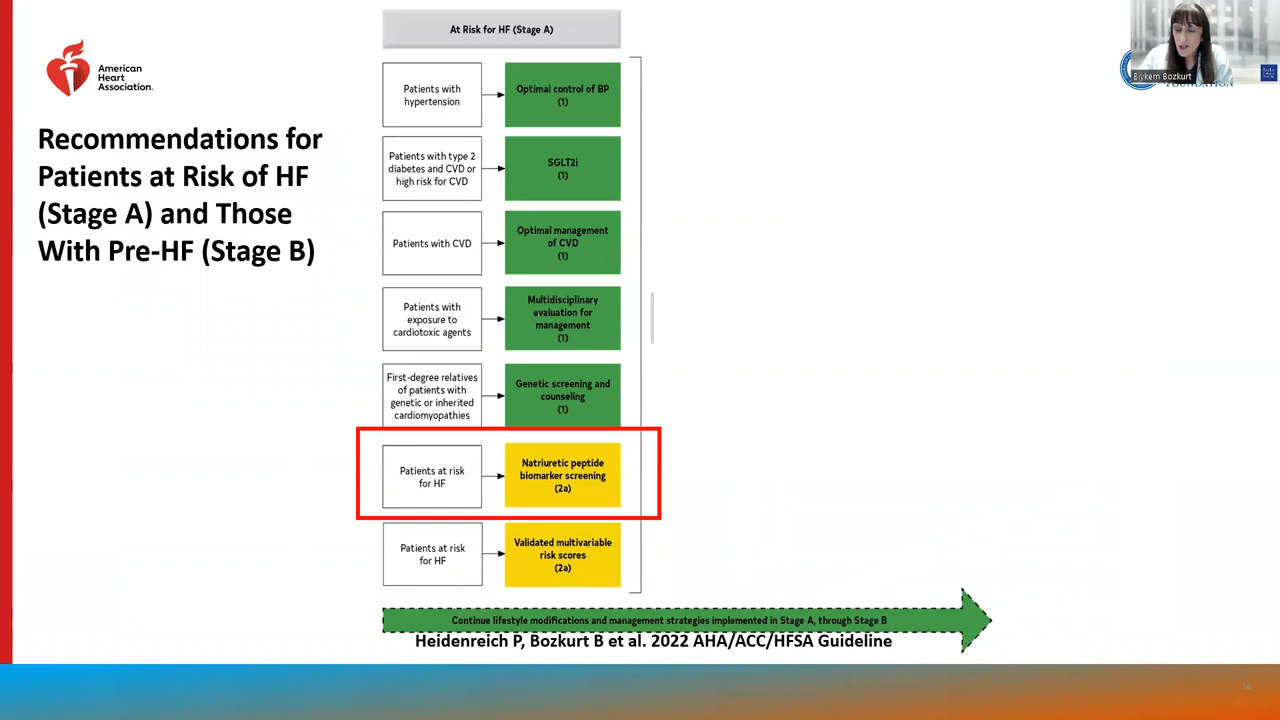 At Risk for HF (Stage A)
American
Heart
Association.
Biykem Bozkurt
FOUNDATION
Recommendations for
Patients at Risk of HF
(Stage A) and Those
With Pre-HF (Stage B)
Patients with
hypertension
Optimal control of BP
(1)
Patients with type 2
diabetes and CVD or
high risk for CVD
SGLT2i
(1)
Patients with CVD
Optimal management
of CVD
(1)
Patients with
exposure to
cardiotoxic agents
Multidisciplinary
evaluation for
management
(1)
First-degree relatives
of patients with
genetic or inherited
cardiomyopathies
Genetic screening and
counseling
(1)
Patients at risk
for HF
Natriuretic peptide
biomarker screening
(2a)
Patients at risk
for HF
Validated multivariable
risk scores
(2a)
Continue lifestyle modifications and management strategies implemented in Stage A, through Stage B
Heidenreich P, Bozkurt B et al. 2022 AHA/ACC/HFSA Guideline